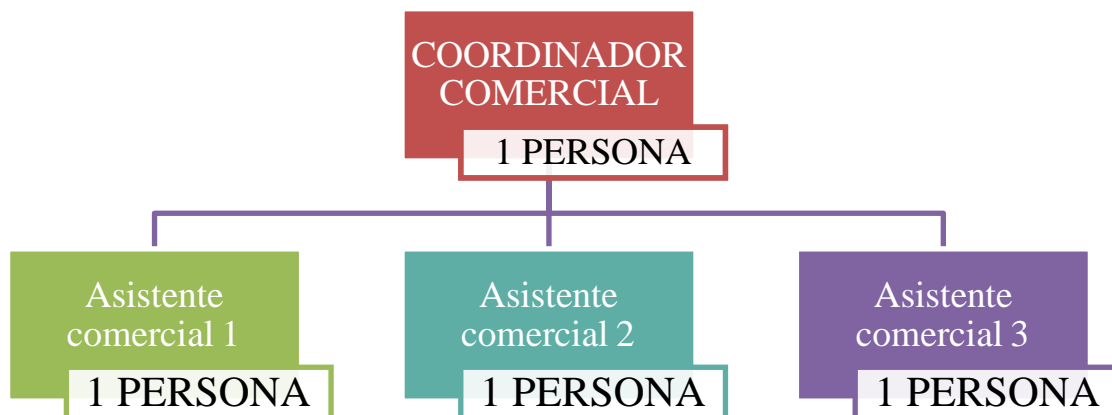 COORDINADOR
COMERCIAL
1 PERSONA
Asistente
comercial 1
1 PERSONA
Asistente
comercial 2
1 PERSONA
Asistente
comercial 3
1 PERSONA